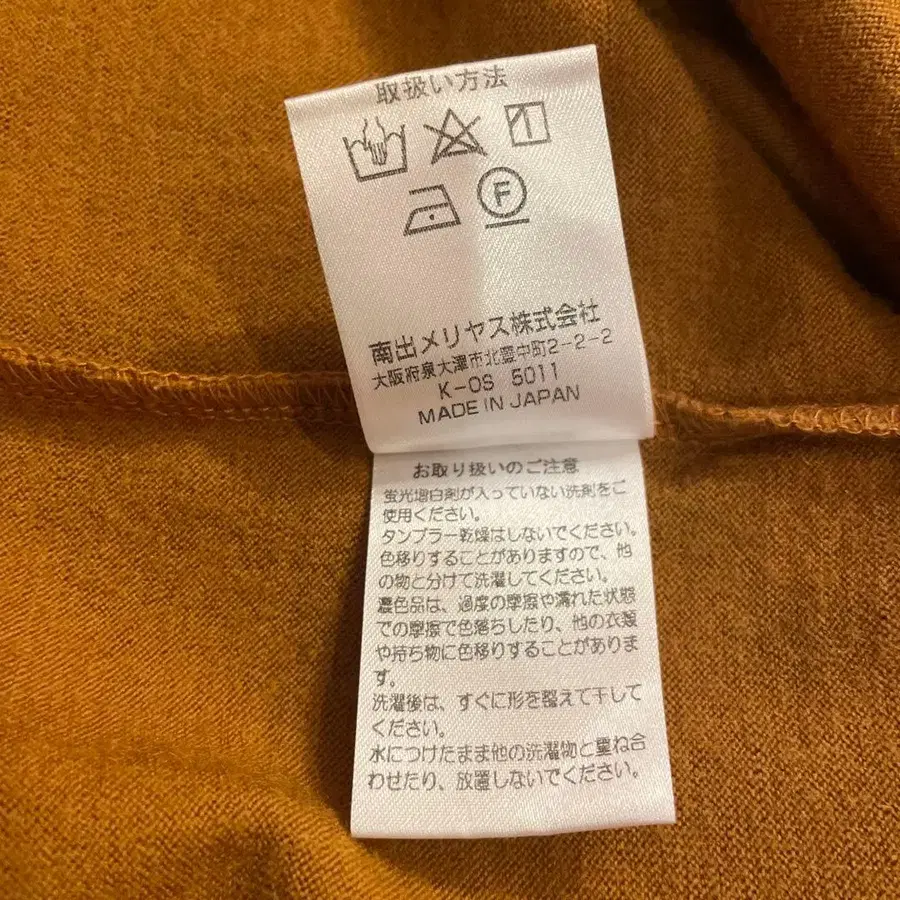 取扱い方法
F
南出メリヤス株式会社
大阪府泉大津市北豊中町2-2-2
K-OS 5011
MADE IN JAPAN
お取り扱いのご注意
蛍光増白剤が入っていない洗剤をご
使用ください。
タンブラー乾燥はしないでください。
色移りすることがありますので、他
の物と分けて洗濯してください。
濃色品は、過度の摩擦や濡れた状態
での摩擦で色落ちしたり、他の衣類
や持ち物に色移りすることがありま
す。
洗濯後は、すぐに形を整えて干して
ください。
水につけたまま他の洗濯物と重ね合
わせたり、放置しないでください。